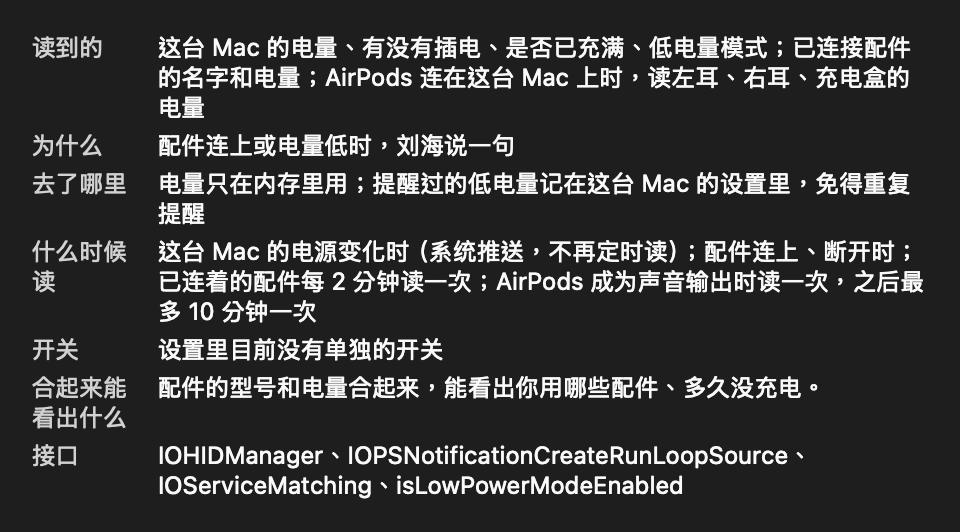 读到的 这台 Mac 的电量、有没有插电、是否已充满、低电量模式；已连接配件
的名字和电量；AirPods 连在这台 Mac 上时，读左耳、右耳、充电盒的
电量
为什么 配件连上或电量低时，刘海说一句
去了哪里 电量只在内存里用；提醒过的低电量记在这台 Mac 的设置里，免得重复
提醒
什么时候 这台 Mac 的电源变化时（系统推送，不再定时读）；配件连上、断开时；
读 已连着的配件每 2 分钟读一次；AirPods 成为声音输出时读一次，之后最
多 10 分钟一次
开关 设置里目前没有单独的开关
合起来能 配件的型号和电量合起来，能看出你用哪些配件、多久没充电。
看出什么
接口 IOHIDManager、IOPSNotificationCreateRunLoopSource、
IOServiceMatching、isLowPowerModeEnabled